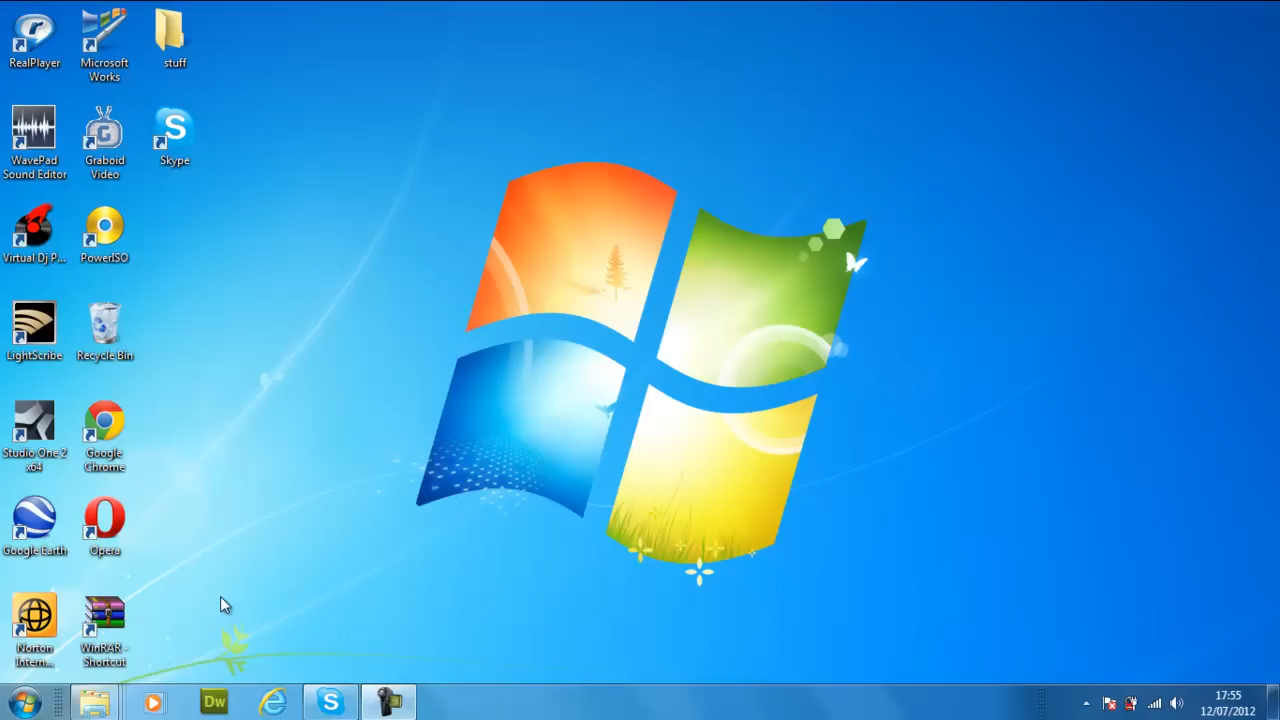 RealPlayer
Microsoft
Works
stuff
WavePad
Sound Editor
G
Graboid
Video
S
Skype
Virtual Dj P...
PowerISO
LightScribe
Recycle Bin
Studio One 2
x64
Google
Chrome
Google Earth
Opera
Norton
Intern...
WinRAR -
Shortcut
Dw
S
17:55
12/07/2012